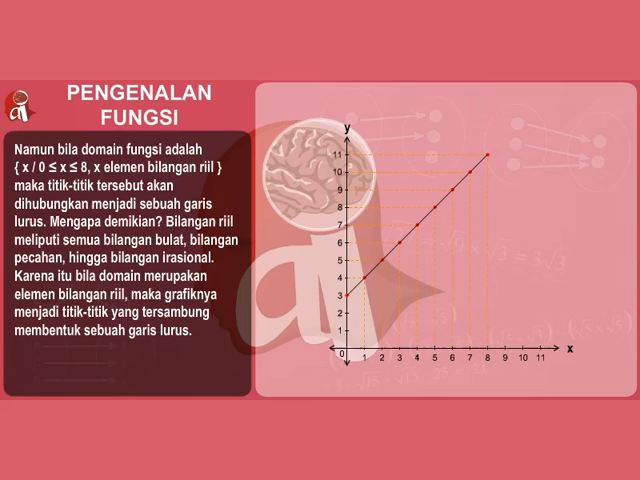 PENGENALAN
FUNGSI
Namun bila domain fungsi adalah
{ x / 0 ≤ x ≤ 8, x elemen bilangan riil }
maka titik-titik tersebut akan
dihubungkan menjadi sebuah garis
lurus. Mengapa demikian? Bilangan riil
meliputi semua bilangan bulat, bilangan
pecahan, hingga bilangan irasional.
Karena itu bila domain merupakan
elemen bilangan riil, maka grafiknya
menjadi titik-titik yang tersambung
membentuk sebuah garis lurus.
y
11
10
9
8
7
6
5
4
3
2
1
0 1 2 3 4 5 6 7 8 9 10 11 x